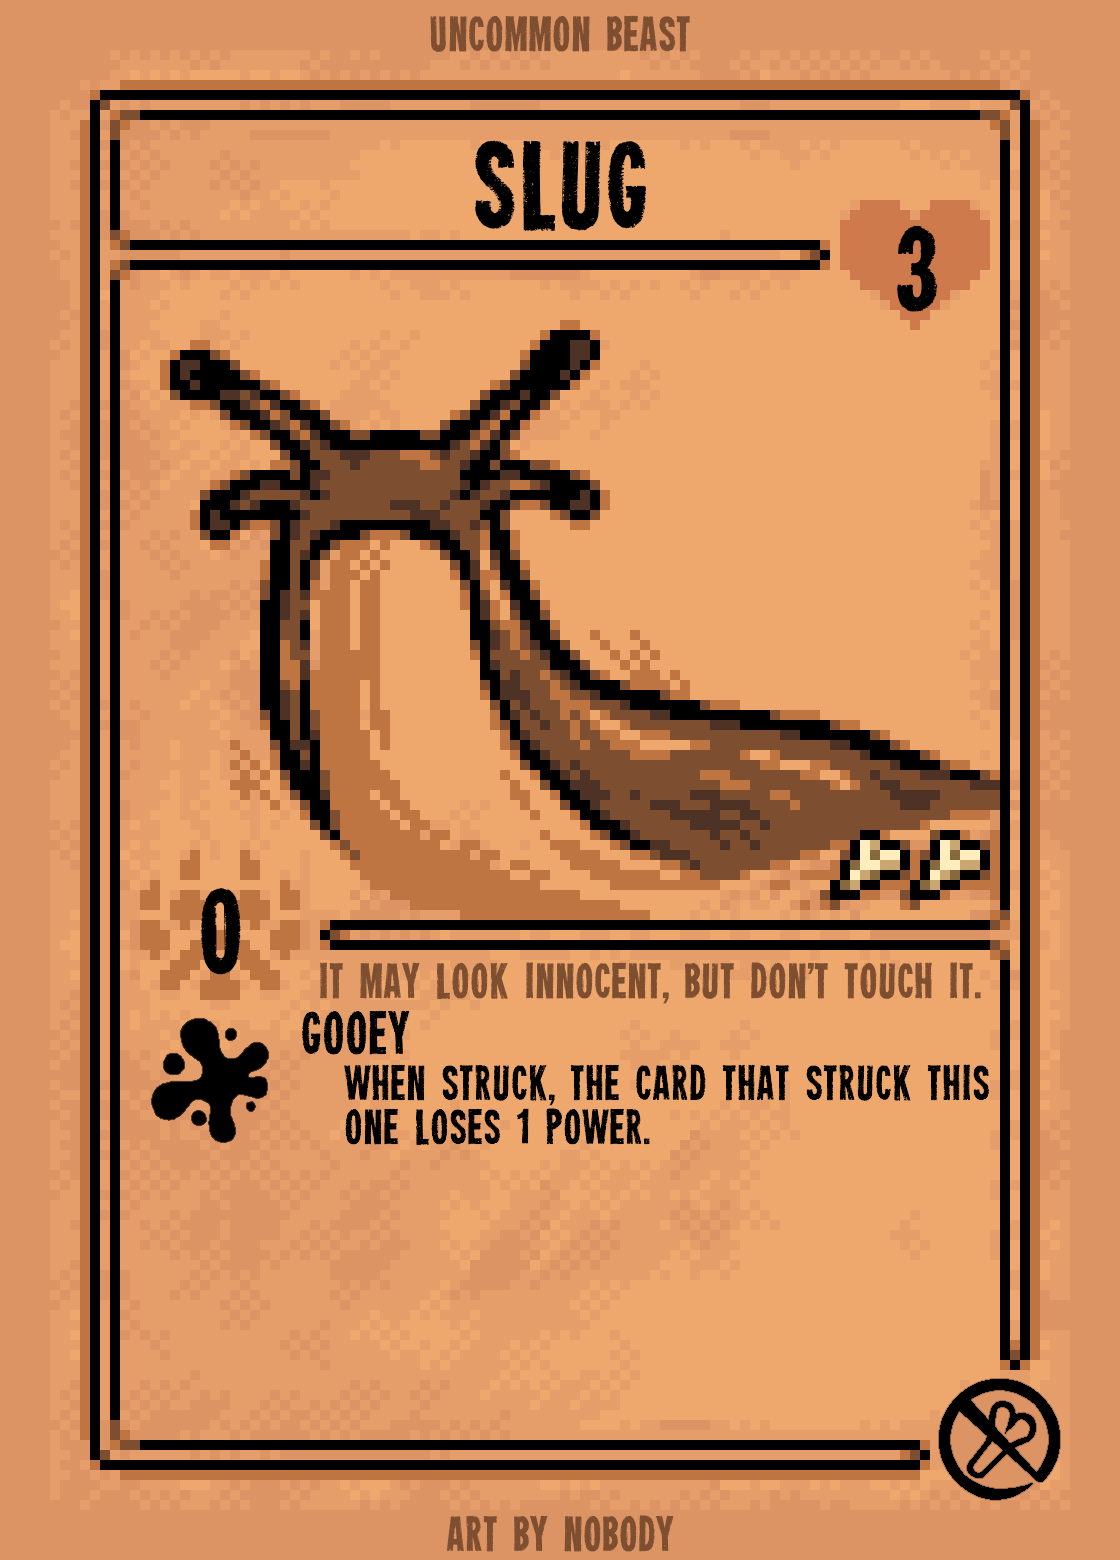 UNCOMMON BEAST
SLUG
3
0
IT MAY LOOK INNOCENT, BUT DON'T TOUCH IT.
GOOEY
WHEN STRUCK, THE CARD THAT STRUCK THIS
ONE LOSES 1 POWER.
ART BY NOBODY